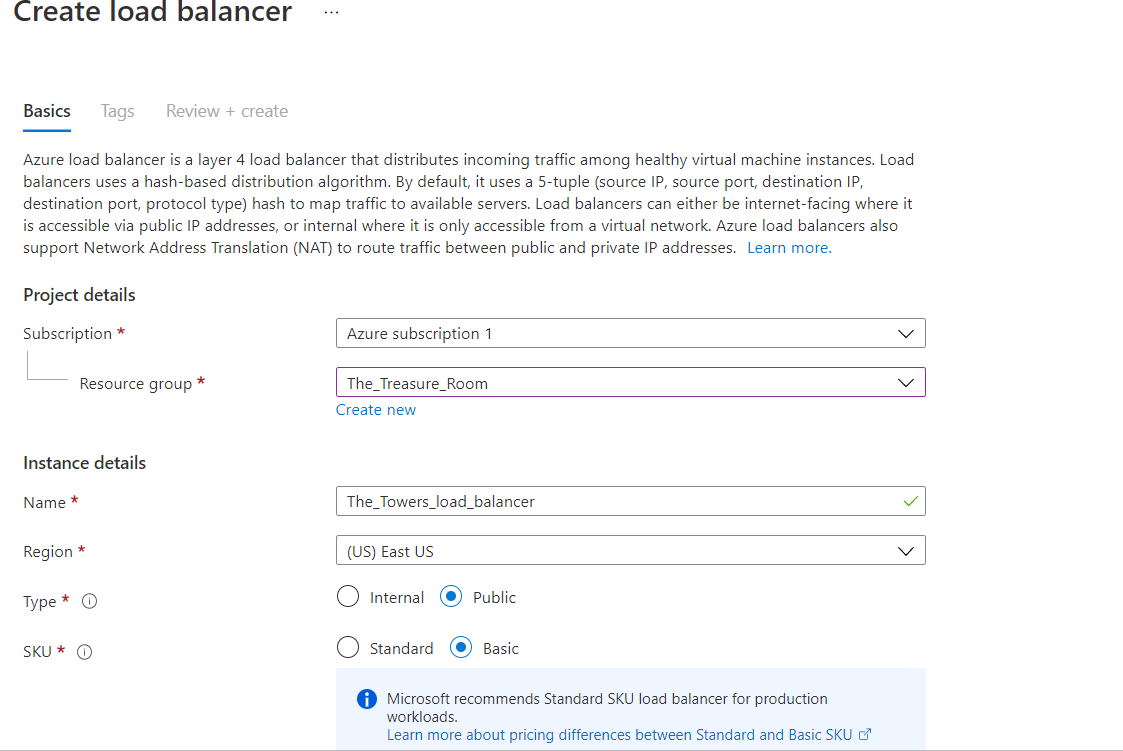 Create load balancer ...
Basics Tags Review + create
Azure load balancer is a layer 4 load balancer that distributes incoming traffic among healthy virtual machine instances. Load
balancers uses a hash-based distribution algorithm. By default, it uses a 5-tuple (source IP, source port, destination IP,
destination port, protocol type) hash to map traffic to available servers. Load balancers can either be internet-facing where it
is accessible via public IP addresses, or internal where it is only accessible from a virtual network. Azure load balancers also
support Network Address Translation (NAT) to route traffic between public and private IP addresses. Learn more.
Project details
Subscription * Azure subscription 1
Resource group * The_Treasure_Room
Create new
Instance details
Name * The_Towers_load_balancer
Region * (US) East US
Type * Internal Public
SKU * Standard Basic
Microsoft recommends Standard SKU load balancer for production
workloads.
Learn more about pricing differences between Standard and Basic SKU